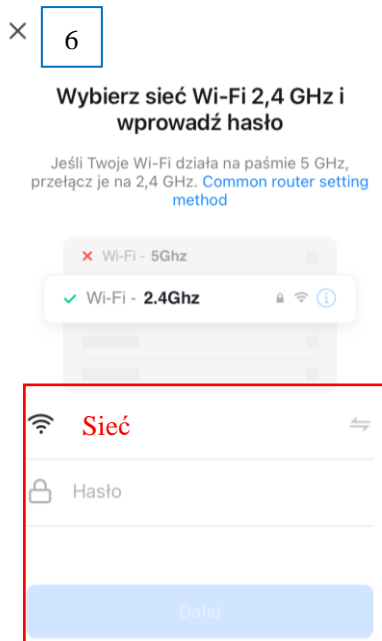 6
Wybierz sieć Wi-Fi 2,4 GHz i
wprowadź hasło
Jeśli Twoje Wi-Fi działa na paśmie 5 GHz,
przełącz je na 2,4 GHz. Common router setting
method
Wi-Fi - 5Ghz
Wi-Fi - 2.4Ghz
Sieć
Hasło
Dalej